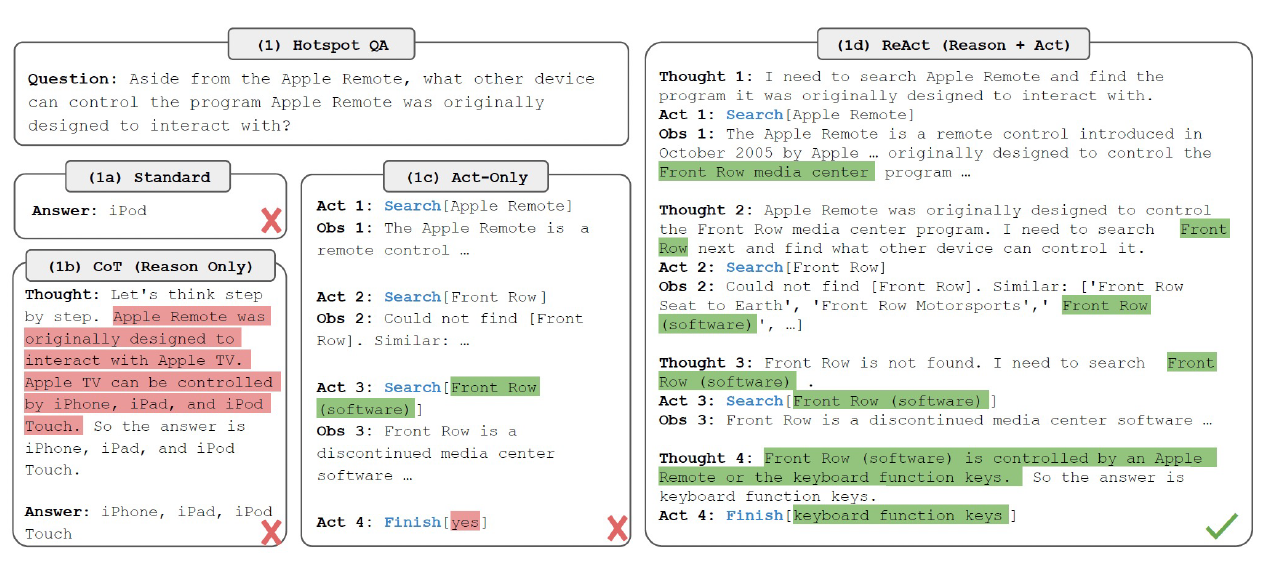 (1) Hotspot QA
Question: Aside from the Apple Remote, what other device
can control the program Apple Remote was originally
designed to interact with?
(1a) Standard
Answer: iPod
(1b) CoT (Reason Only)
Thought: Let's think step
by step. Apple Remote was
originally designed to
interact with Apple TV.
Apple TV can be controlled
by iPhone, iPad, and iPod
Touch. So the answer is
iPhone, iPad, and iPod
Touch.
Answer: iPhone, iPad, iPod
Touch
(1c) Act-Only
Act 1: Search[Apple Remote]
Obs 1: The Apple Remote is a
remote control …
Act 2: Search[Front Row]
Obs 2: Could not find [Front
Row]. Similar: …
Act 3: Search[Front Row
(software)]
Obs 3: Front Row is a
discontinued media center
software …
Act 4: Finish[yes]
(1d) ReAct (Reason + Act)
Thought 1: I need to search Apple Remote and find the
program it was originally designed to interact with.
Act 1: Search[Apple Remote]
Obs 1: The Apple Remote is a remote control introduced in
October 2005 by Apple … originally designed to control the
Front Row media center program …
Thought 2: Apple Remote was originally designed to control
the Front Row media center program. I need to search Front
Row next and find what other device can control it.
Act 2: Search[Front Row]
Obs 2: Could not find [Front Row]. Similar: ['Front Row
Seat to Earth', 'Front Row Motorsports',' Front Row
(software)', …]
Thought 3: Front Row is not found. I need to search Front
Row (software) .
Act 3: Search[Front Row (software)]
Obs 3: Front Row is a discontinued media center software …
Thought 4: Front Row (software) is controlled by an Apple
Remote or the keyboard function keys. So the answer is
keyboard function keys.
Act 4: Finish[keyboard function keys]